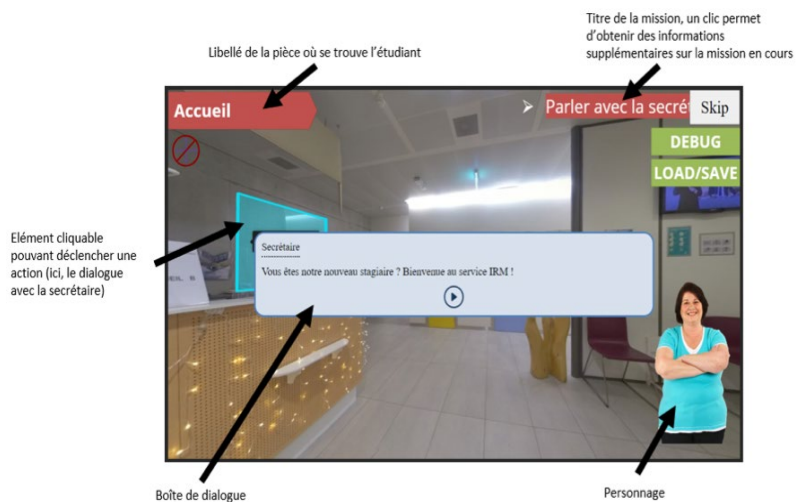 Titre de la mission, un clic permet
d'obtenir des informations
supplémentaires sur la mission en cours
Libellé de la pièce où se trouve l'étudiant
Accueil
Parler avec la secré
Skip
DEBUG
LOAD/SAVE
Elément cliquable
pouvant déclencher une
action (ici, le dialogue
avec la secrétaire)
Secrétaire
Vous êtes notre nouveau stagiaire ? Bienvenue au service IRM !
Boîte de dialogue
Personnage